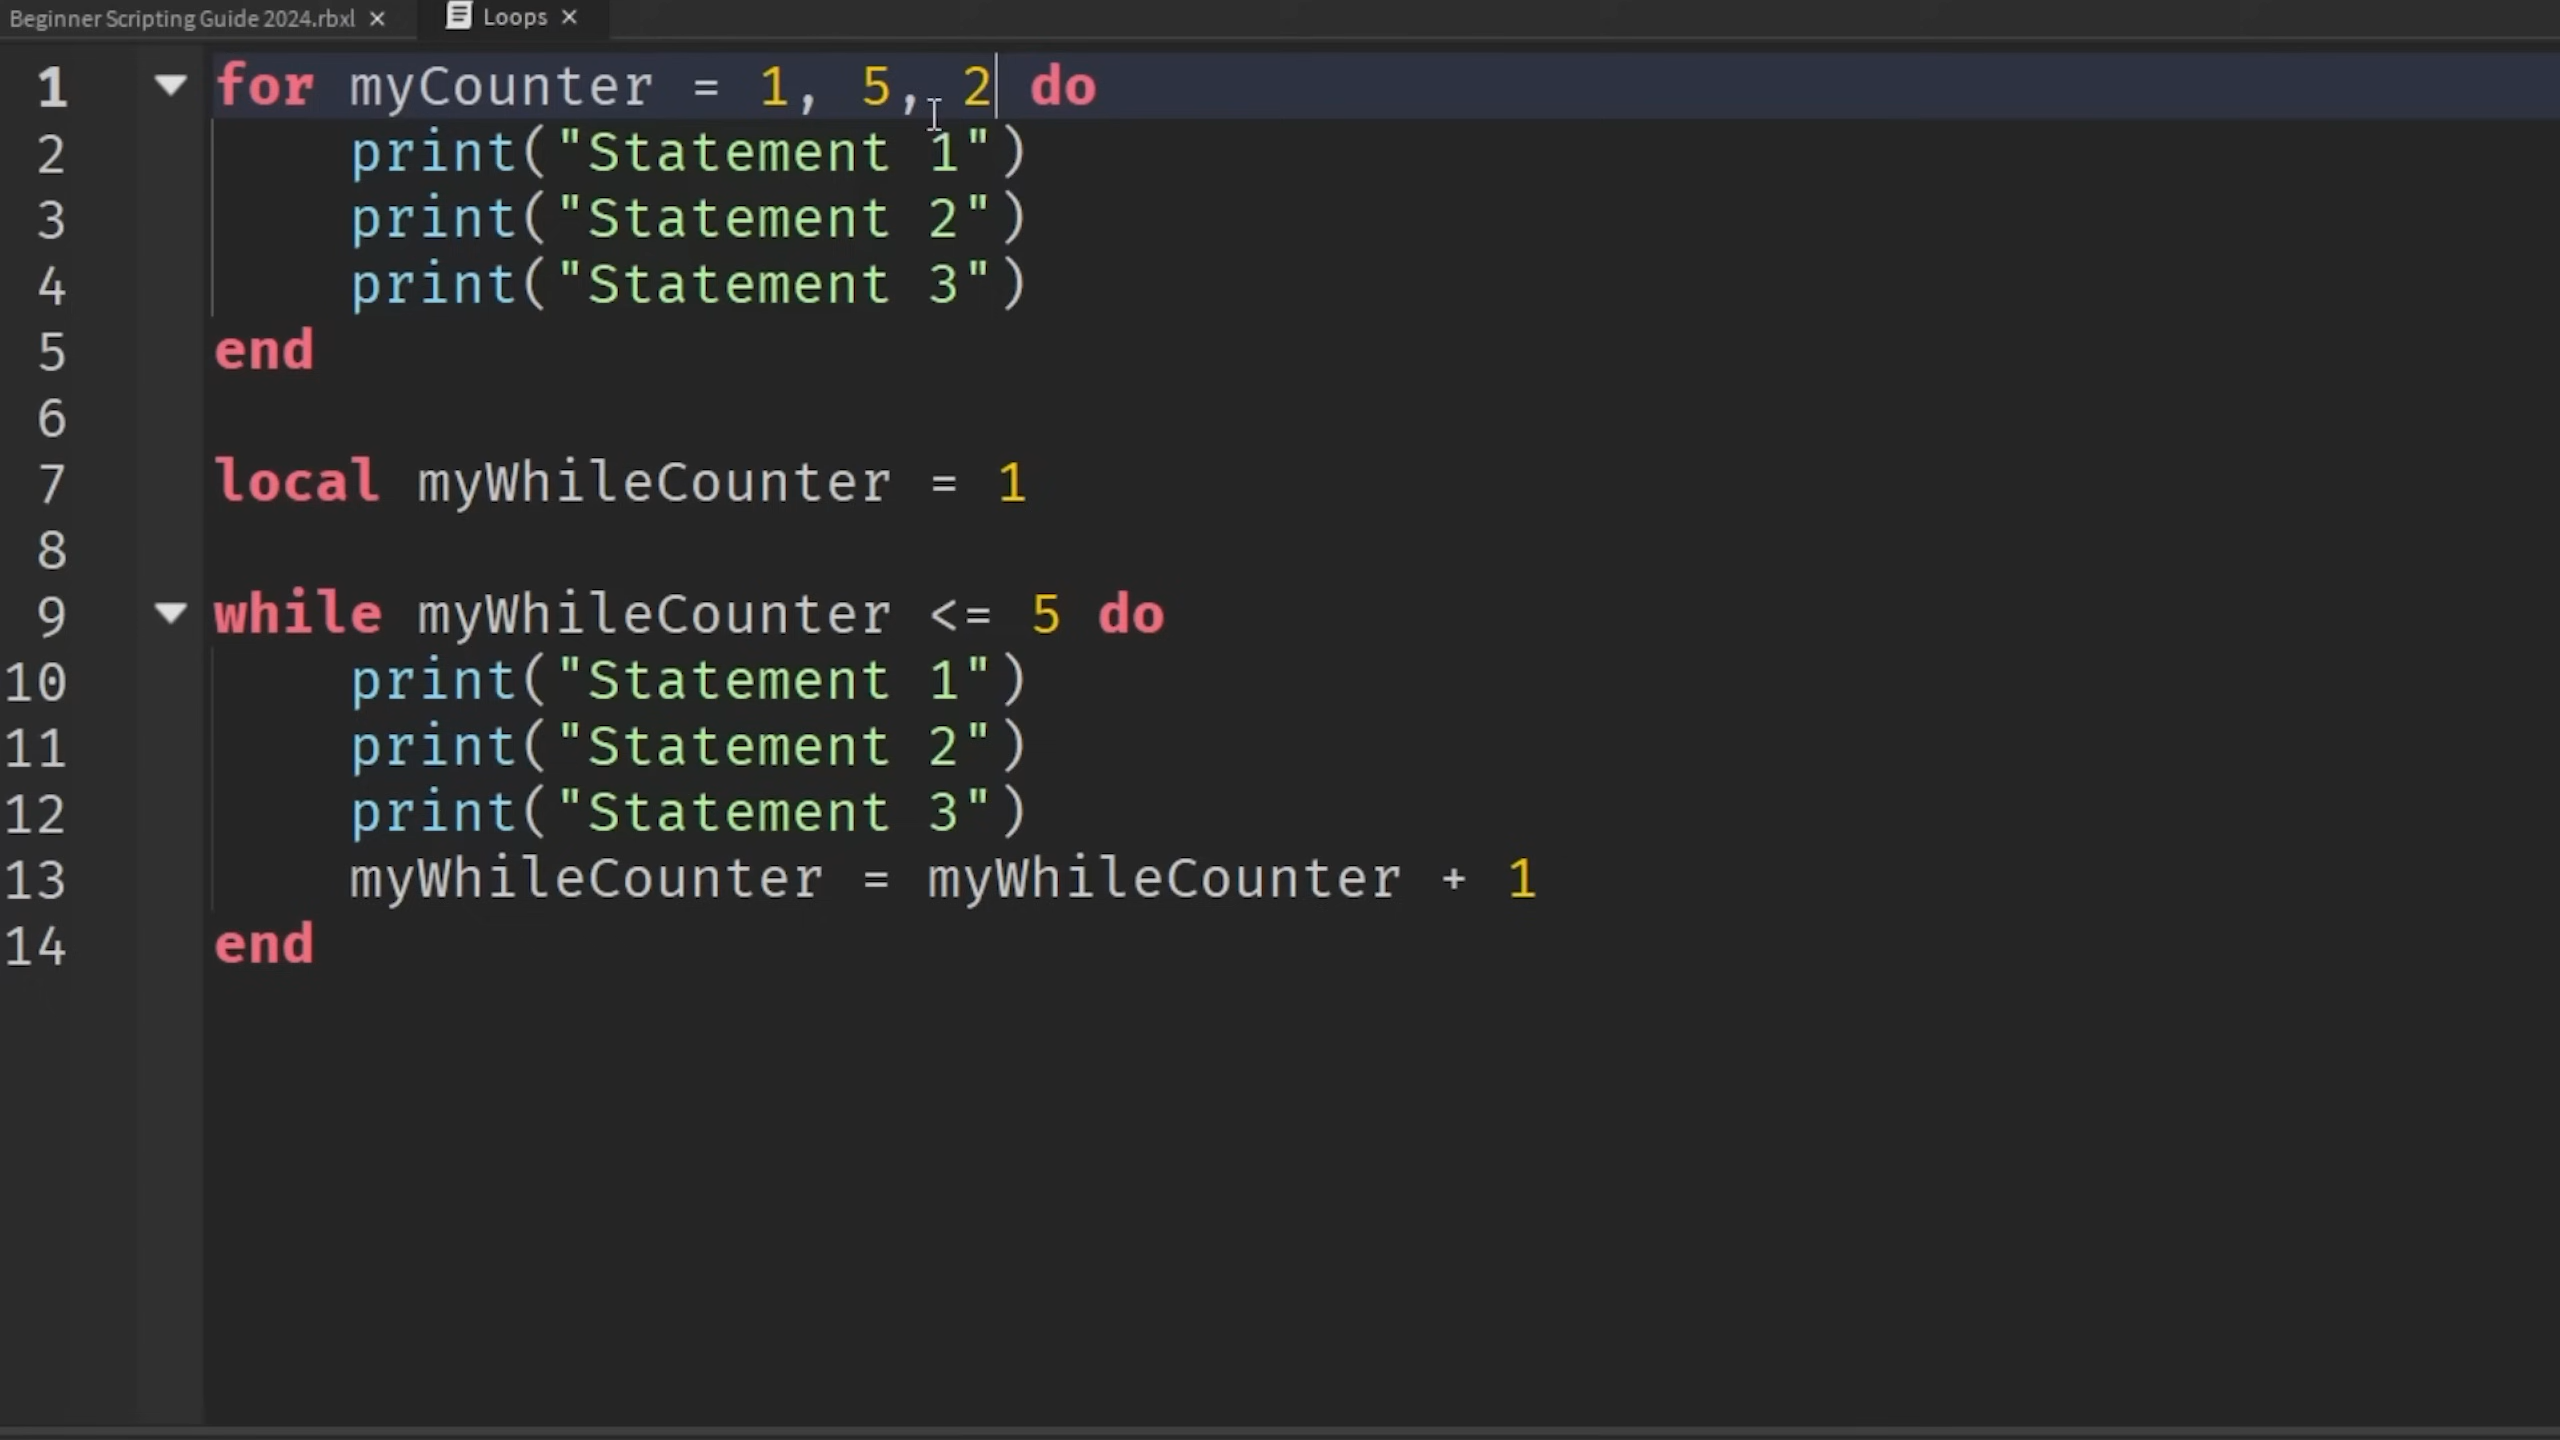 Beginner Scripting Guide 2024.rbxl × Loops ×
1 for myCounter = 1, 5, 2 do
2 print("Statement 1")
3 print("Statement 2")
4 print("Statement 3")
5 end
6
7 local myWhileCounter = 1
8
9 while myWhileCounter <= 5 do
10 print("Statement 1")
11 print("Statement 2")
12 print("Statement 3")
13 myWhileCounter = myWhileCounter + 1
14 end